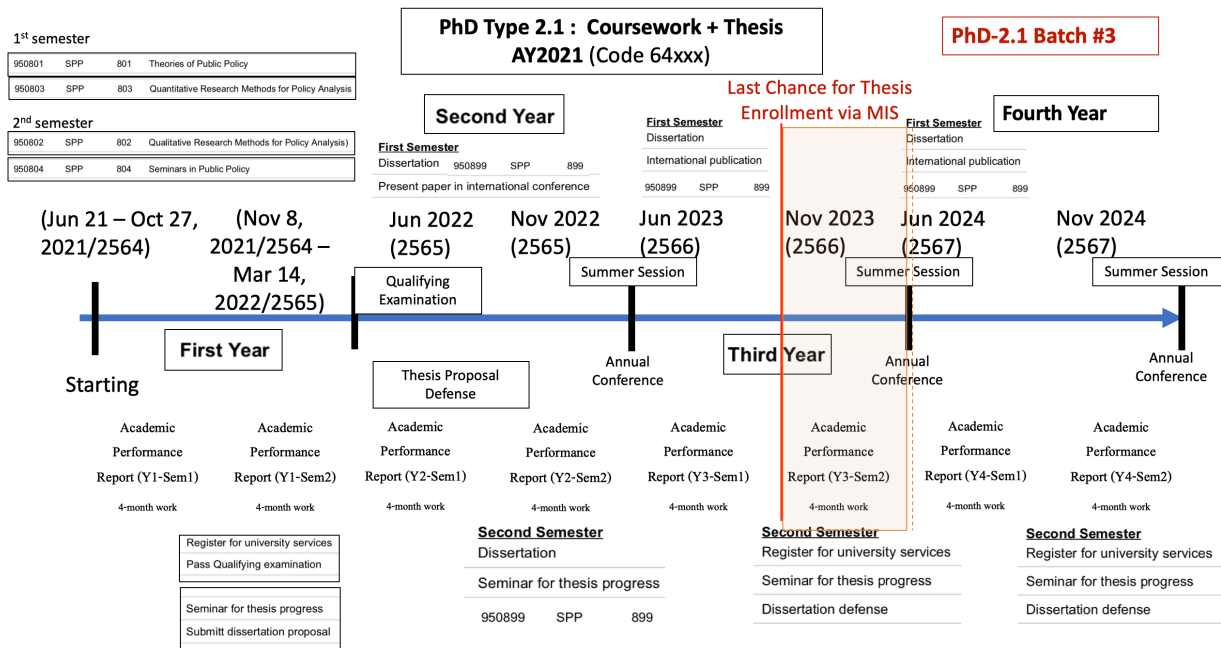 PhD Type 2.1 : Coursework + Thesis
AY2021 (Code 64xxx)
PhD-2.1 Batch #3
1st semester
950801 SPP 801 Theories of Public Policy
950803 SPP 803 Quantitative Research Methods for Policy Analysis
2nd semester
950802 SPP 802 Qualitative Research Methods for Policy Analysis)
950804 SPP 804 Seminars in Public Policy
Second Year
First Semester
Dissertation 950899 SPP 899
Present paper in international conference
Last Chance for Thesis
Enrollment via MIS
First Semester
Dissertation
International publication
950899 SPP 899
Fourth Year
First Semester
Dissertation
International publication
950899 SPP 899
(Jun 21 – Oct 27,
2021/2564)
(Nov 8,
2021/2564 –
Mar 14,
2022/2565)
Jun 2022
(2565)
Nov 2022
(2565)
Jun 2023
(2566)
Nov 2023
(2566)
Jun 2024
(2567)
Nov 2024
(2567)
Qualifying
Examination
Summer Session
Summer Session
Summer Session
First Year
Third Year
Starting
Thesis Proposal
Defense
Annual
Conference
Annual
Conference
Annual
Conference
Academic
Performance
Report (Y1-Sem1)
4-month work
Academic
Performance
Report (Y1-Sem2)
4-month work
Academic
Performance
Report (Y2-Sem1)
4-month work
Academic
Performance
Report (Y2-Sem2)
4-month work
Academic
Performance
Report (Y3-Sem1)
4-month work
Academic
Performance
Report (Y3-Sem2)
4-month work
Academic
Performance
Report (Y4-Sem1)
4-month work
Academic
Performance
Report (Y4-Sem2)
4-month work
Register for university services
Pass Qualifying examination
Seminar for thesis progress
Submitt dissertation proposal
Second Semester
Dissertation
Seminar for thesis progress
950899 SPP 899
Second Semester
Register for university services
Seminar for thesis progress
Dissertation defense
Second Semester
Register for university services
Seminar for thesis progress
Dissertation defense